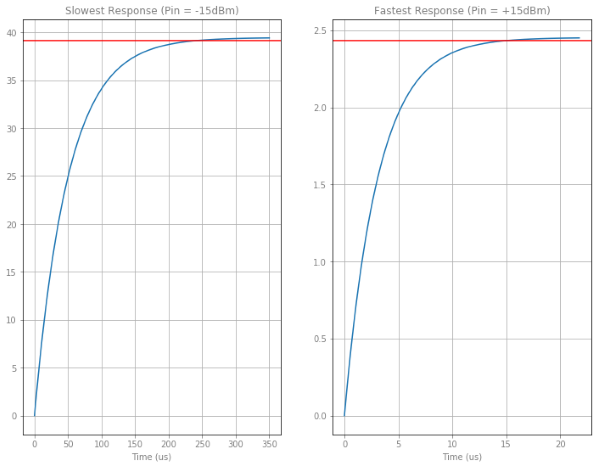 Slowest Response (Pin = -15dBm)
40
35
30
25
20
15
10
5
0
0 50 100 150 200 250 300 350
Time (us)
Fastest Response (Pin = +15dBm)
2.5
2.0
1.5
1.0
0.5
0.0
0 5 10 15 20
Time (us)